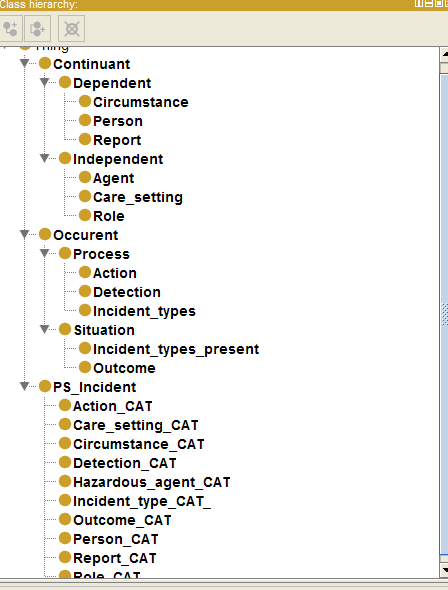 Class hierarchy:
Thing
Continuant
Dependent
Circumstance
Person
Report
Independent
Agent
Care_setting
Role
Occurent
Process
Action
Detection
Incident_types
Situation
Incident_types_present
Outcome
PS_Incident
Action_CAT
Care_setting_CAT
Circumstance_CAT
Detection_CAT
Hazardous_agent_CAT
Incident_type_CAT_
Outcome_CAT
Person_CAT
Report_CAT
Role_CAT